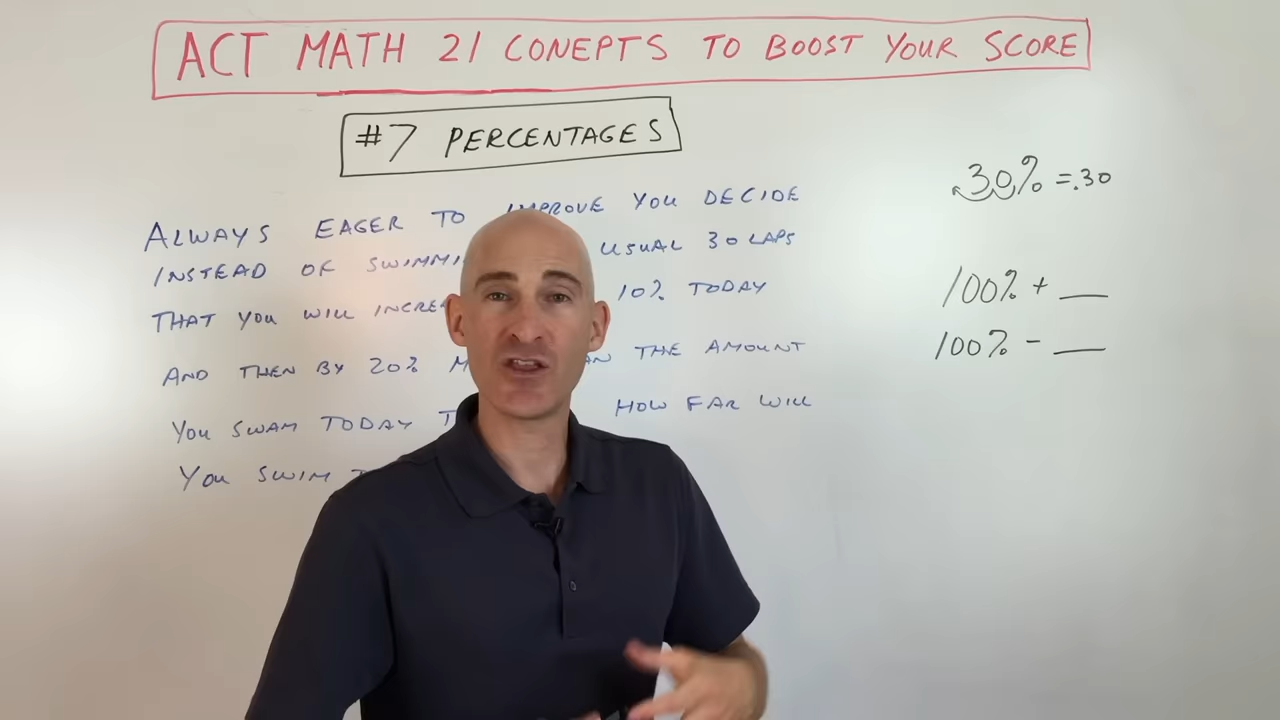 ACT MATH 21 CONEPTS TO BOOST YOUR SCORE
#7 PERCENTAGES
ALWAYS EAGER TO IMPROVE YOU DECIDE
INSTEAD OF SWIMMI USUAL 30 LAPS
THAT YOU WILL INCRE 10% TODAY
AND THEN BY 20% M AN THE AMOUNT
YOU SWAM TODAY T HOW FAR WILL
YOU SWIM T
30% = .30
100% + ___
100% - ___